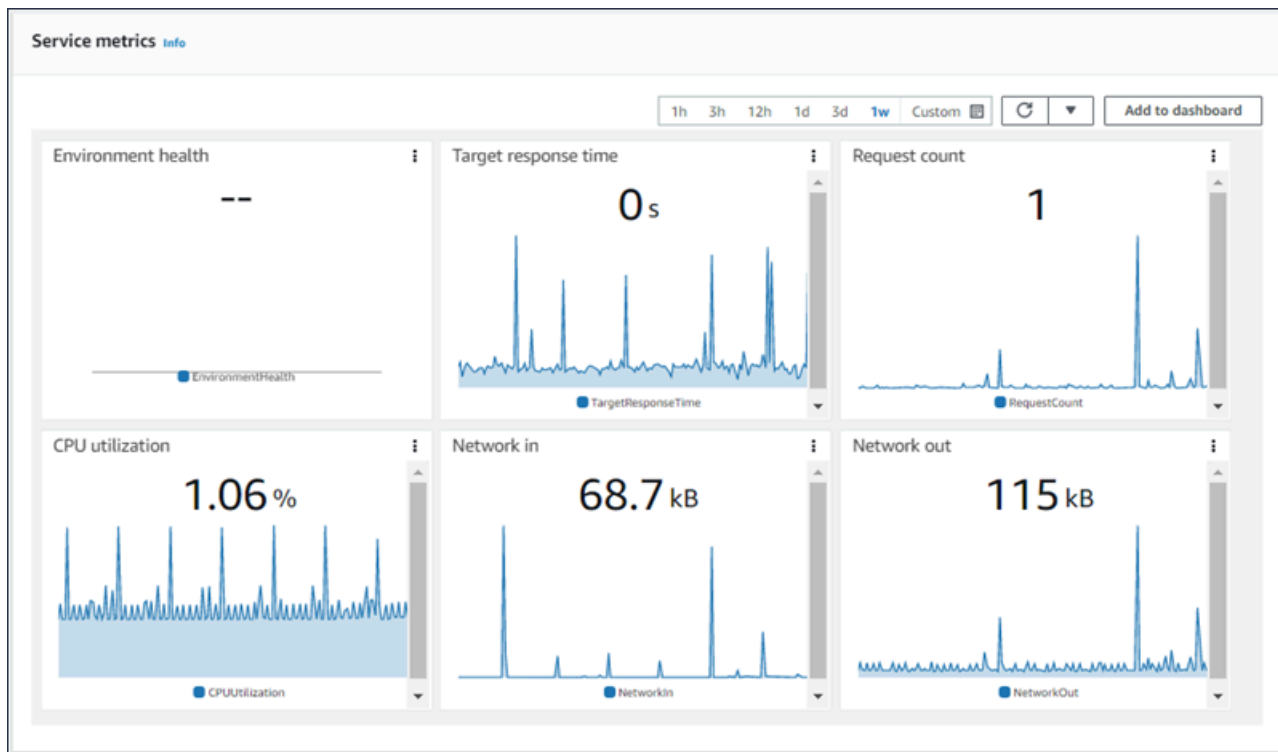 Service metrics Info
1h 3h 12h 1d 3d 1w Custom Add to dashboard
Environment health
--
EnvironmentHealth
Target response time
0 s
TargetResponseTime
Request count
1
RequestCount
CPU utilization
1.06 %
CPUUtilization
Network in
68.7 kB
NetworkIn
Network out
115 kB
NetworkOut